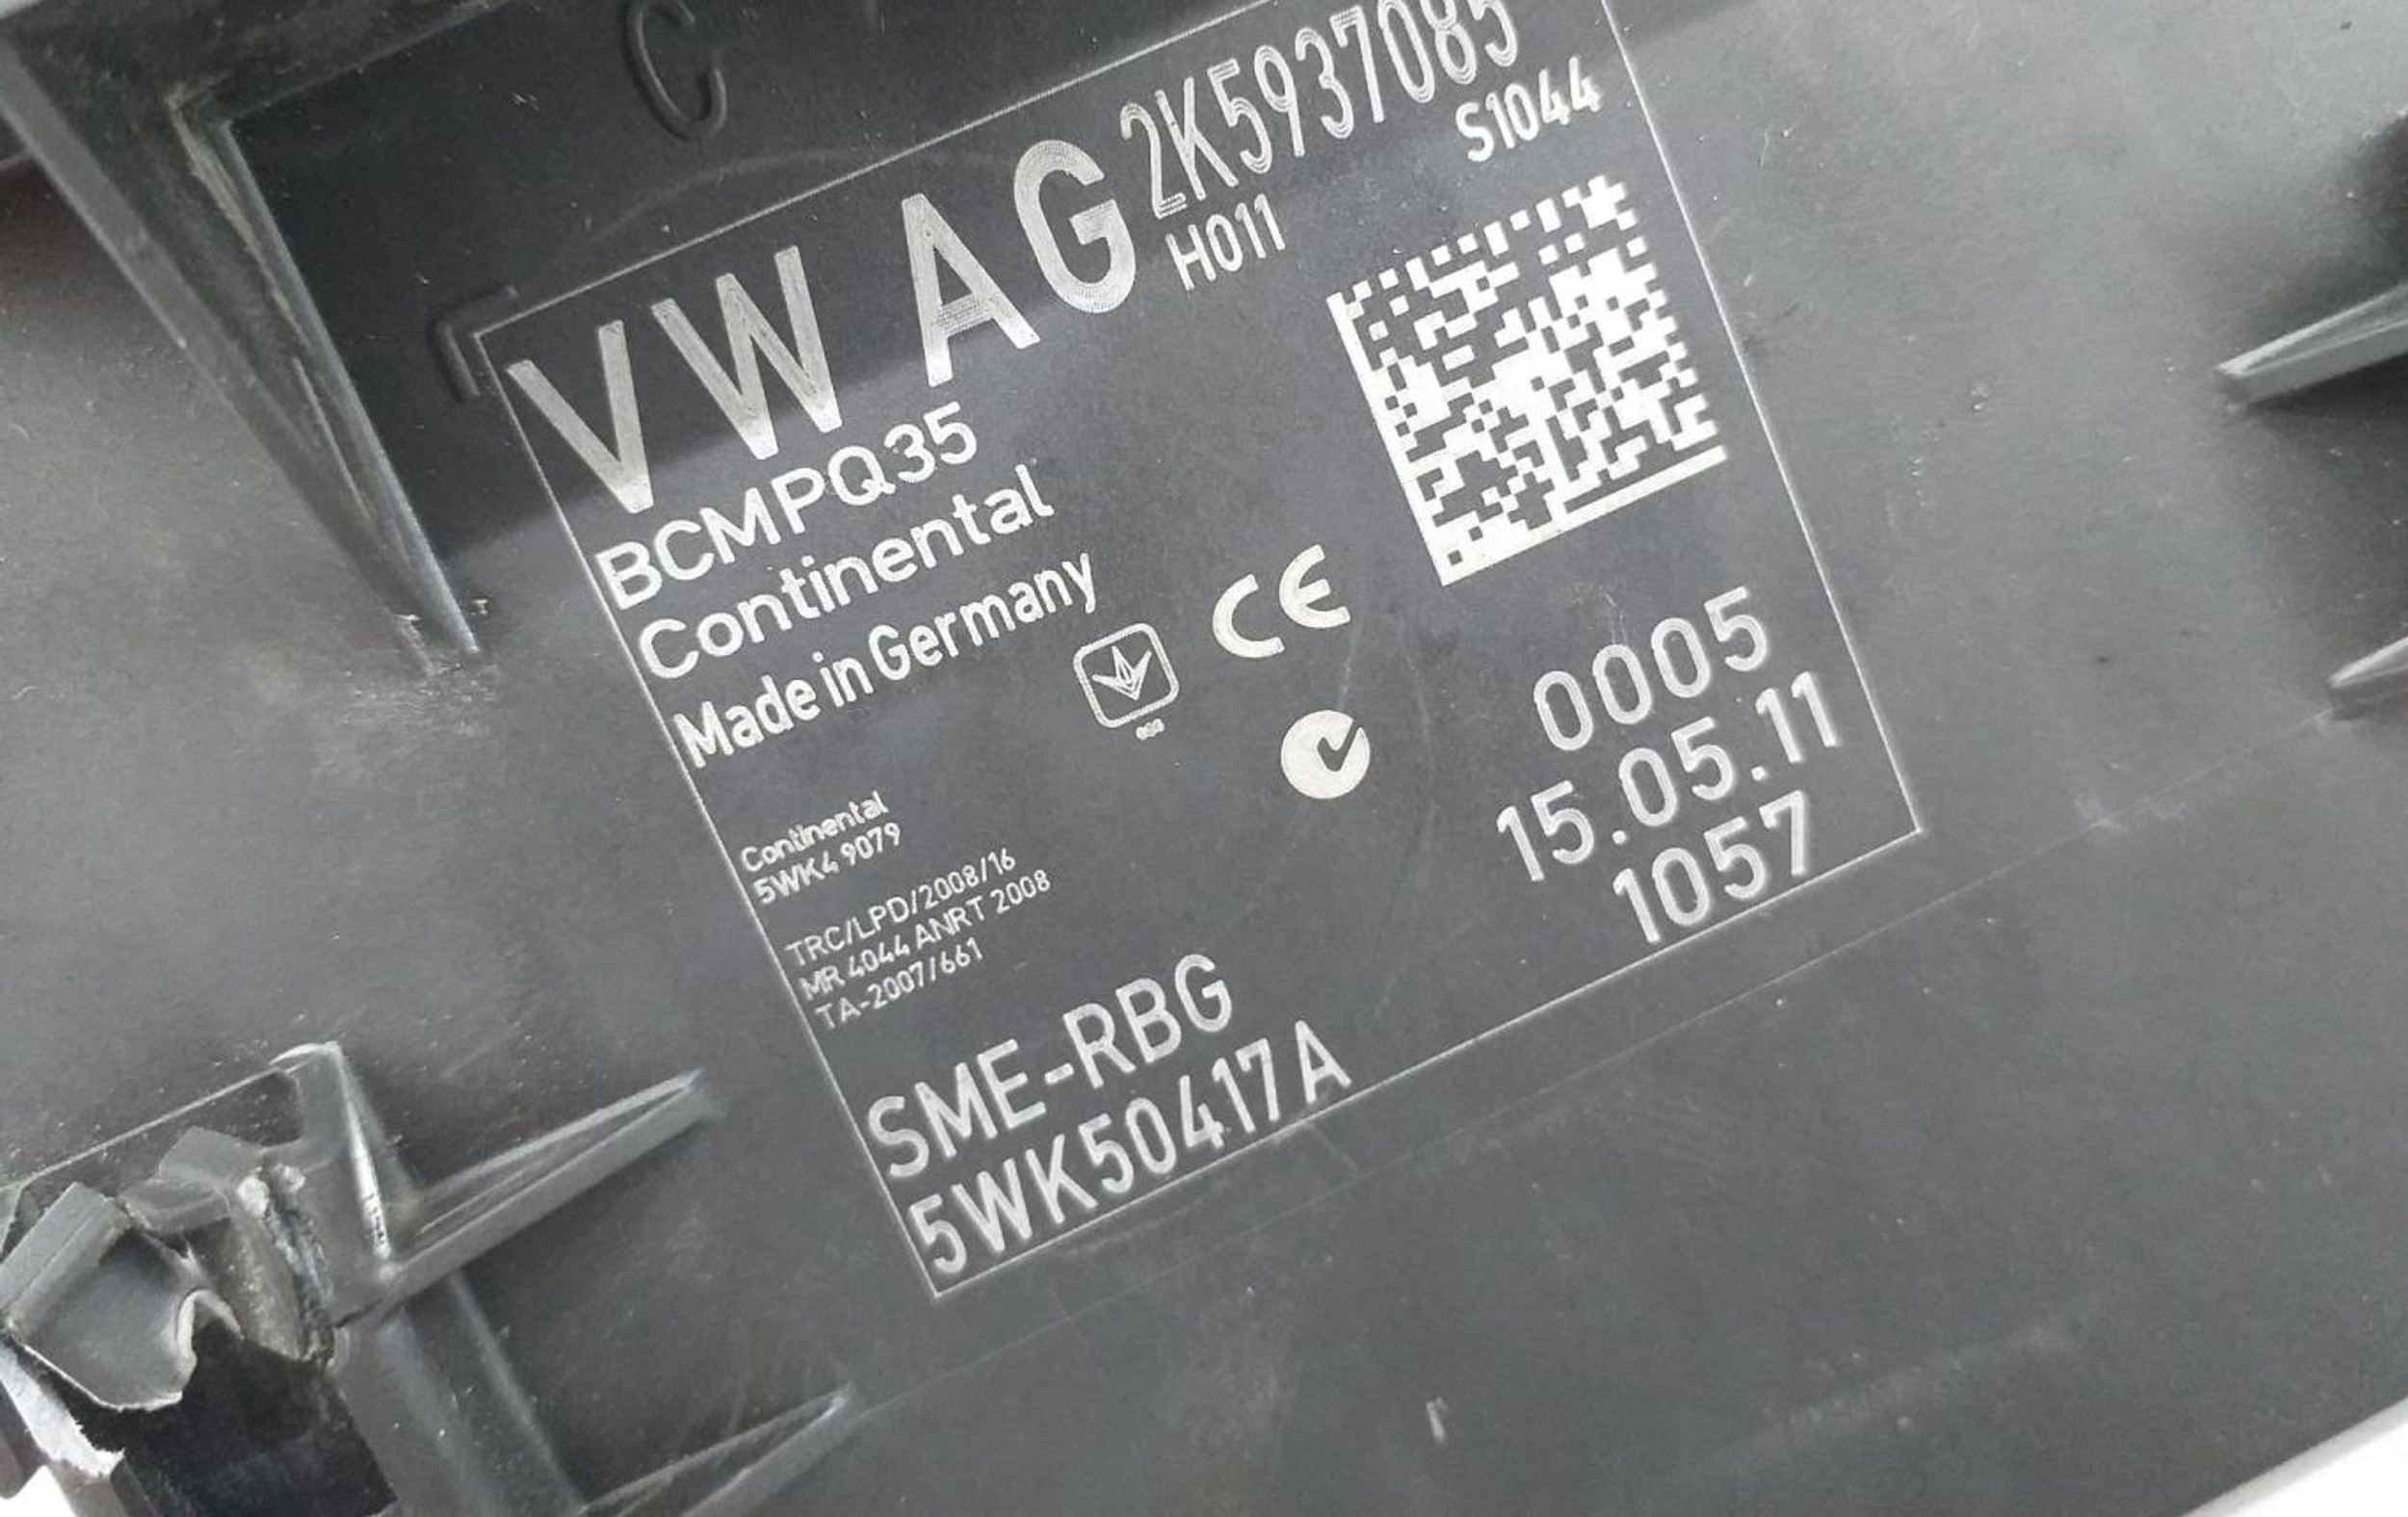 C
VW AG 2K5937085
H011 S1044
BCMPQ35
Continental
Made in Germany
CE
Continental
5WK4 9079
TRC/LPD/2008/16
MR 4044 ANRT 2008
TA-2007/661
0005
15.05.11
1057
SME-RBG
5WK50417A